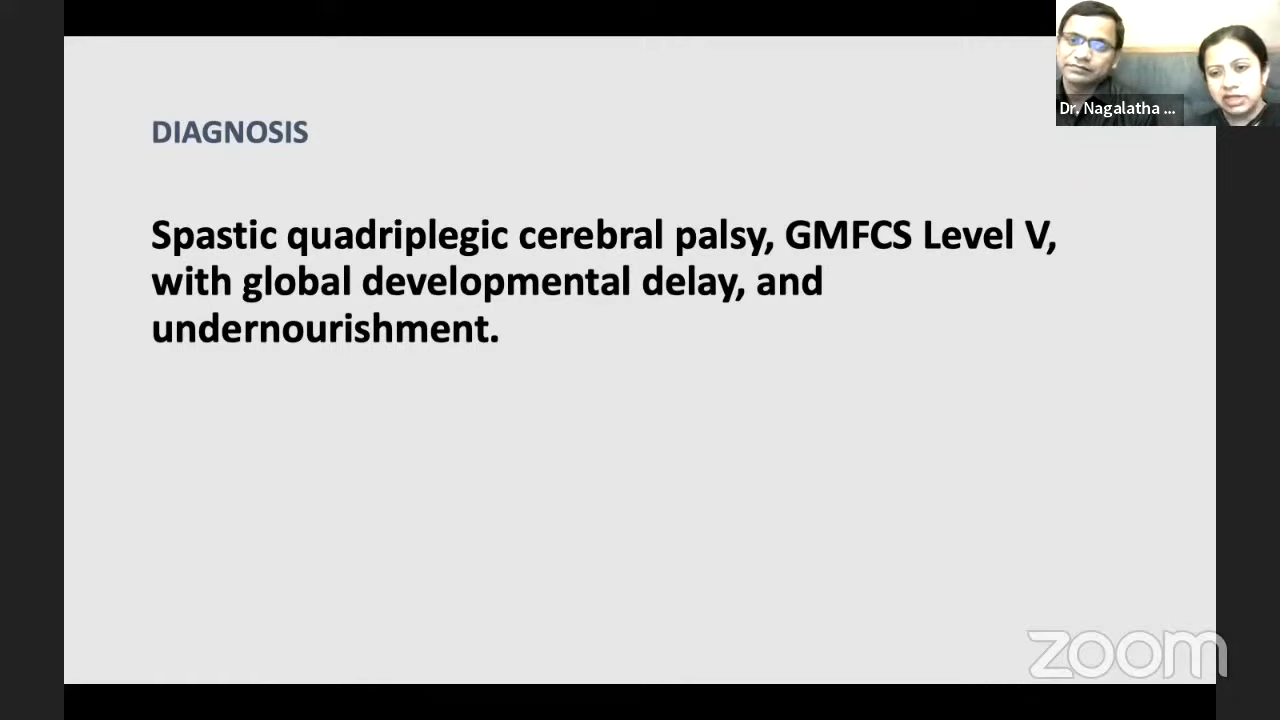 DIAGNOSIS
Spastic quadriplegic cerebral palsy, GMFCS Level V,
with global developmental delay, and
undernourishment.
Dr, Nagalatha ...
zoom